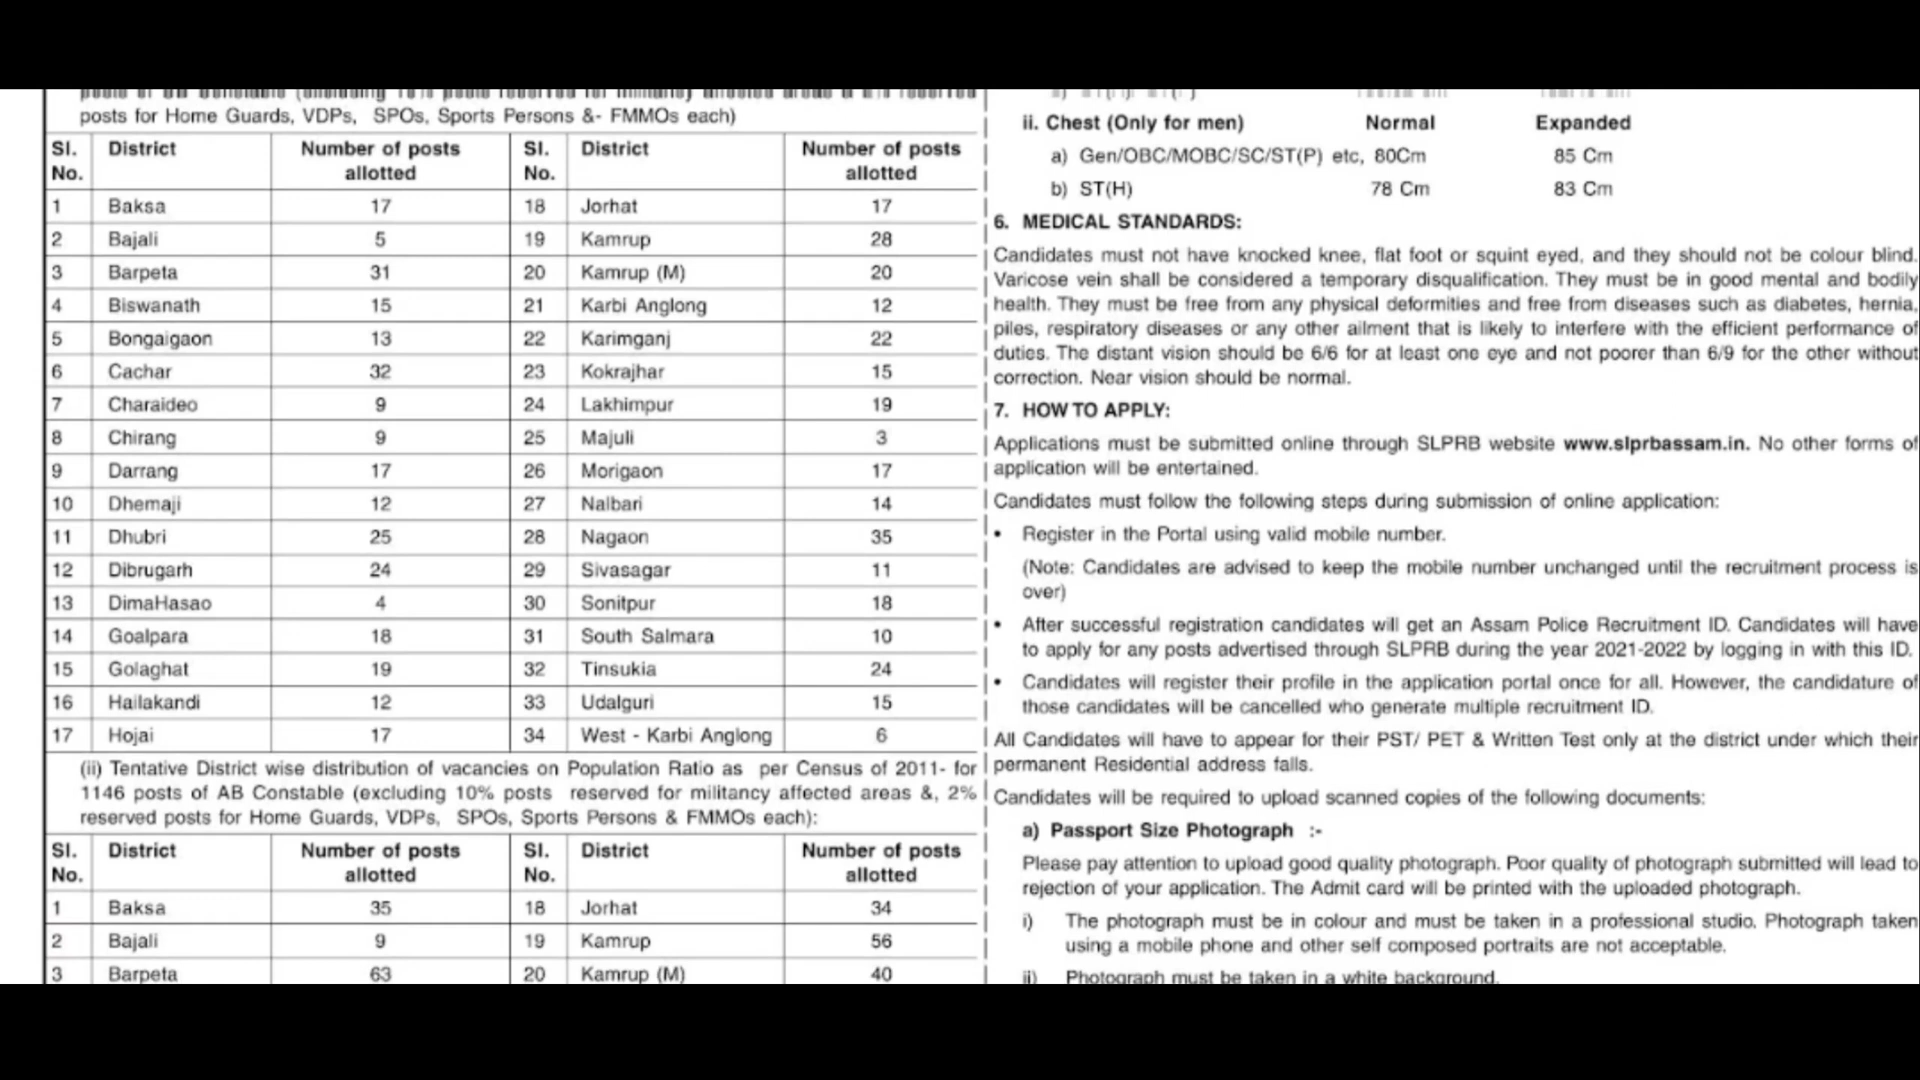 posts for Home Guards, VDPs, SPOs, Sports Persons &- FMMOs each)
Sl. No. District Number of posts allotted Sl. No. District Number of posts allotted
1 Baksa 17 18 Jorhat 17
2 Bajali 5 19 Kamrup 28
3 Barpeta 31 20 Kamrup (M) 20
4 Biswanath 15 21 Karbi Anglong 12
5 Bongaigaon 13 22 Karimganj 22
6 Cachar 32 23 Kokrajhar 15
7 Charaideo 9 24 Lakhimpur 19
8 Chirang 9 25 Majuli 3
9 Darrang 17 26 Morigaon 17
10 Dhemaji 12 27 Nalbari 14
11 Dhubri 25 28 Nagaon 35
12 Dibrugarh 24 29 Sivasagar 11
13 DimaHasao 4 30 Sonitpur 18
14 Goalpara 18 31 South Salmara 10
15 Golaghat 19 32 Tinsukia 24
16 Hailakandi 12 33 Udalguri 15
17 Hojai 17 34 West - Karbi Anglong 6
(ii) Tentative District wise distribution of vacancies on Population Ratio as per Census of 2011- for
1146 posts of AB Constable (excluding 10% posts reserved for militancy affected areas &, 2%
reserved posts for Home Guards, VDPs, SPOs, Sports Persons & FMMOs each):
Sl. No. District Number of posts allotted Sl. No. District Number of posts allotted
1 Baksa 35 18 Jorhat 34
2 Bajali 9 19 Kamrup 56
3 Barpeta 63 20 Kamrup (M) 40
ii. Chest (Only for men) Normal Expanded
a) Gen/OBC/MOBC/SC/ST(P) etc, 80Cm 85 Cm
b) ST(H) 78 Cm 83 Cm
6. MEDICAL STANDARDS:
Candidates must not have knocked knee, flat foot or squint eyed, and they should not be colour blind.
Varicose vein shall be considered a temporary disqualification. They must be in good mental and bodily
health. They must be free from any physical deformities and free from diseases such as diabetes, hernia,
piles, respiratory diseases or any other ailment that is likely to interfere with the efficient performance of
duties. The distant vision should be 6/6 for at least one eye and not poorer than 6/9 for the other without
correction. Near vision should be normal.
7. HOW TO APPLY:
Applications must be submitted online through SLPRB website www.slprbassam.in. No other forms of
application will be entertained.
Candidates must follow the following steps during submission of online application:
• Register in the Portal using valid mobile number.
(Note: Candidates are advised to keep the mobile number unchanged until the recruitment process is
over)
• After successful registration candidates will get an Assam Police Recruitment ID. Candidates will have
to apply for any posts advertised through SLPRB during the year 2021-2022 by logging in with this ID.
• Candidates will register their profile in the application portal once for all. However, the candidature of
those candidates will be cancelled who generate multiple recruitment ID.
All Candidates will have to appear for their PST/ PET & Written Test only at the district under which their
permanent Residential address falls.
Candidates will be required to upload scanned copies of the following documents:
a) Passport Size Photograph :-
Please pay attention to upload good quality photograph. Poor quality of photograph submitted will lead to
rejection of your application. The Admit card will be printed with the uploaded photograph.
i) The photograph must be in colour and must be taken in a professional studio. Photograph taken
using a mobile phone and other self composed portraits are not acceptable.
ii) Photograph must be taken in a white background.